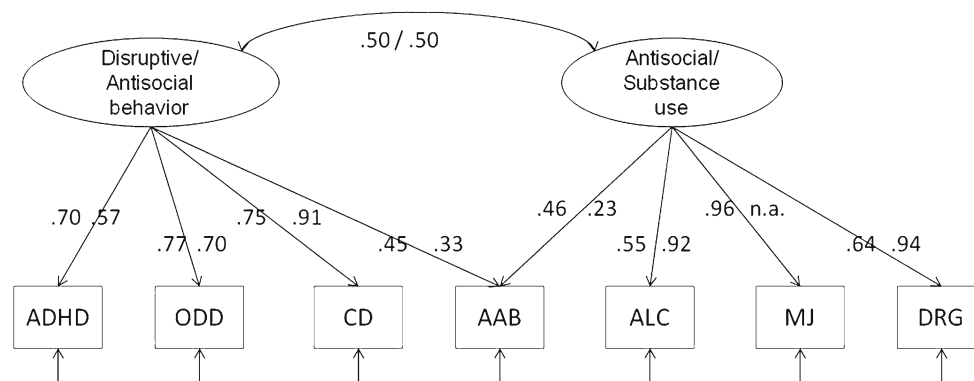 .50 / .50
Disruptive/
Antisocial
behavior
Antisocial/
Substance
use
.70 .57
.77 .70
.75 .91
.45 .33
.46 .23
.55 .92
.96 n.a.
.64 .94
ADHD
ODD
CD
AAB
ALC
MJ
DRG